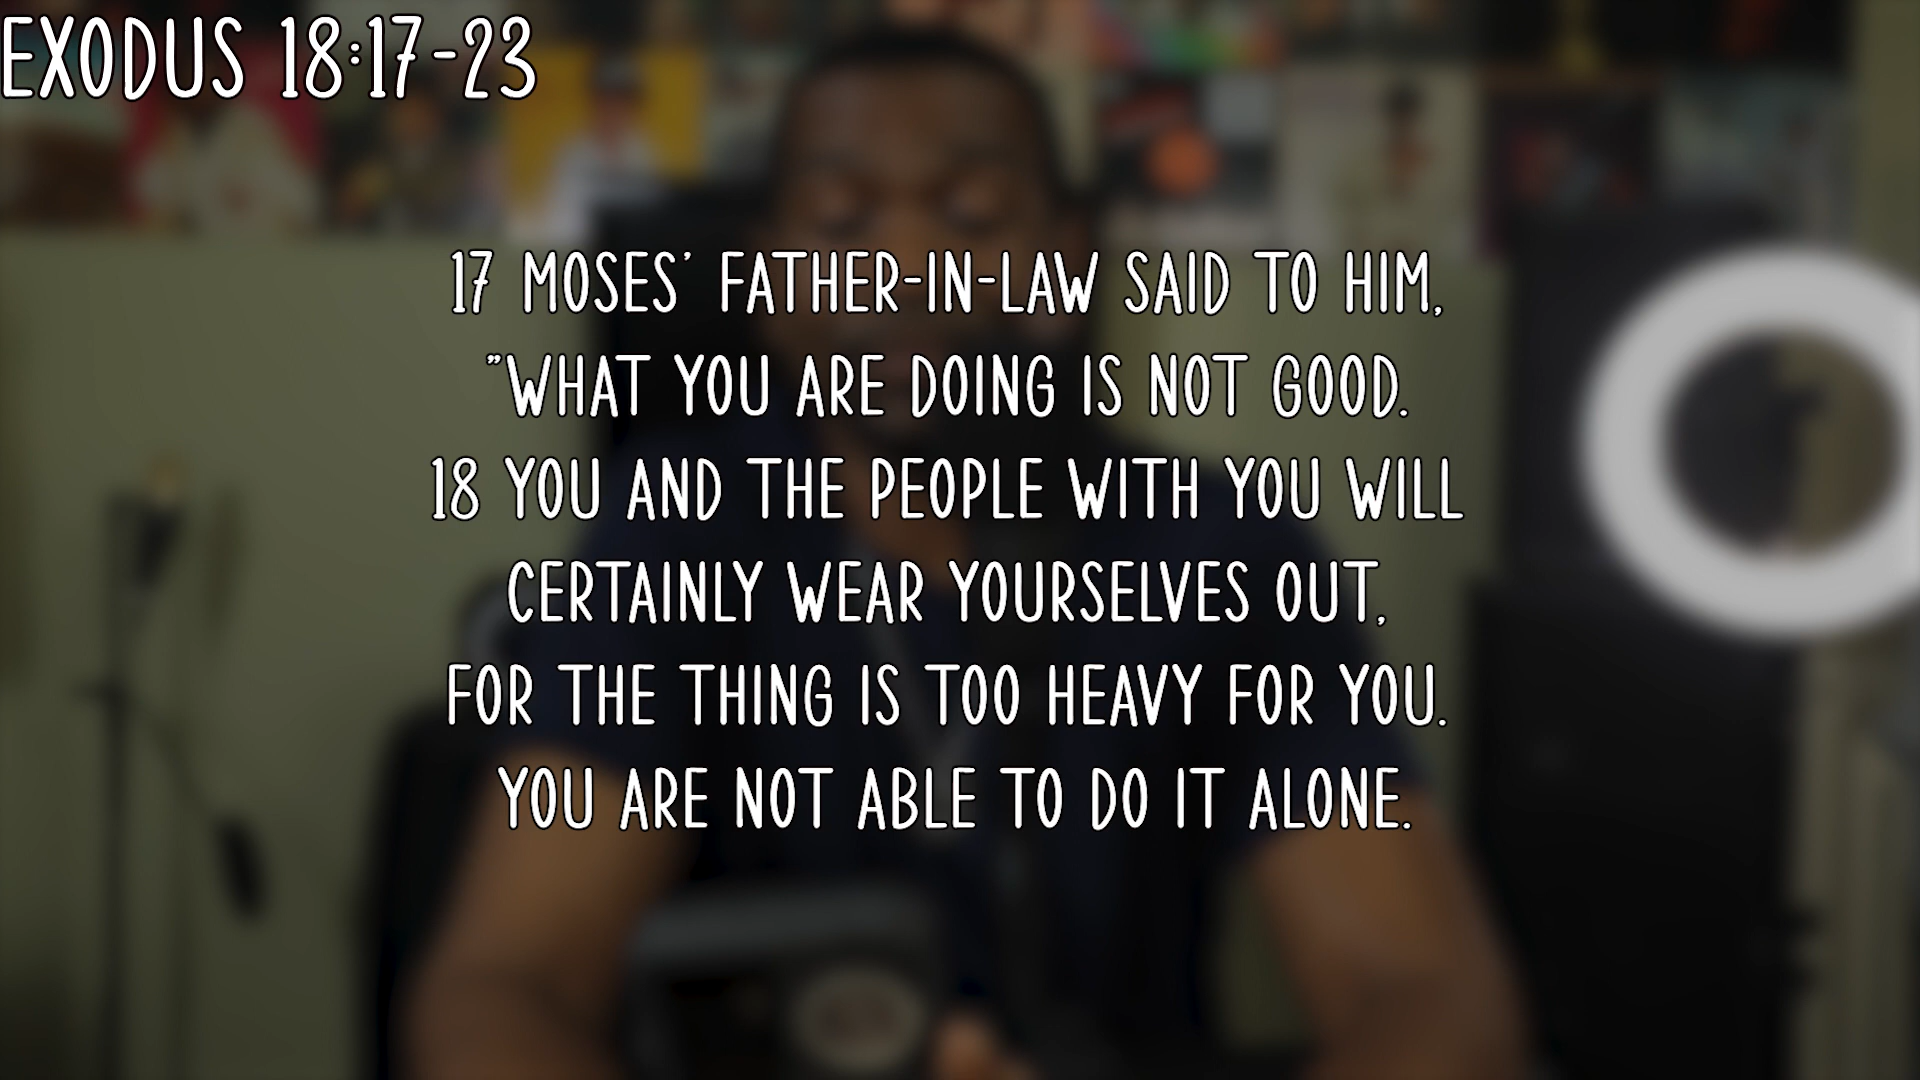 EXODUS 18:17-23
17 MOSES' FATHER-IN-LAW SAID TO HIM,
"WHAT YOU ARE DOING IS NOT GOOD.
18 YOU AND THE PEOPLE WITH YOU WILL
CERTAINLY WEAR YOURSELVES OUT,
FOR THE THING IS TOO HEAVY FOR YOU.
YOU ARE NOT ABLE TO DO IT ALONE.